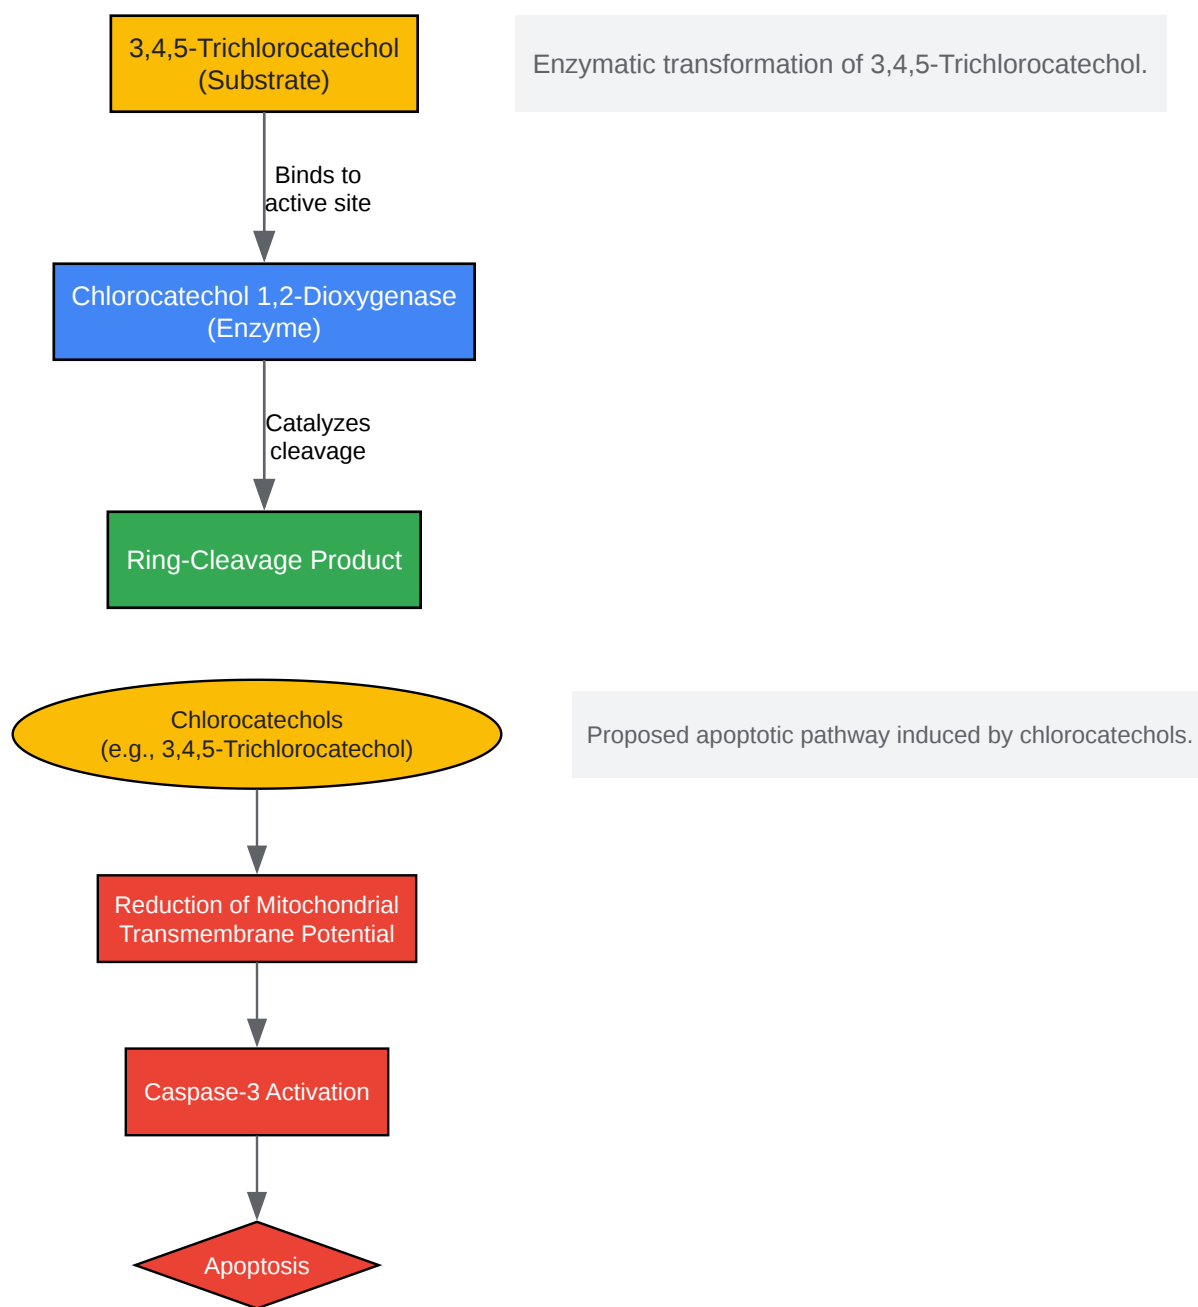 3,4,5-Trichlorocatechol
(Substrate)
Enzymatic transformation of 3,4,5-Trichlorocatechol.
Binds to
active site
Chlorocatechol 1,2-Dioxygenase
(Enzyme)
Catalyzes
cleavage
Ring-Cleavage Product
Chlorocatechols
(e.g., 3,4,5-Trichlorocatechol)
Proposed apoptotic pathway induced by chlorocatechols.
Reduction of Mitochondrial
Transmembrane Potential
Caspase-3 Activation
Apoptosis